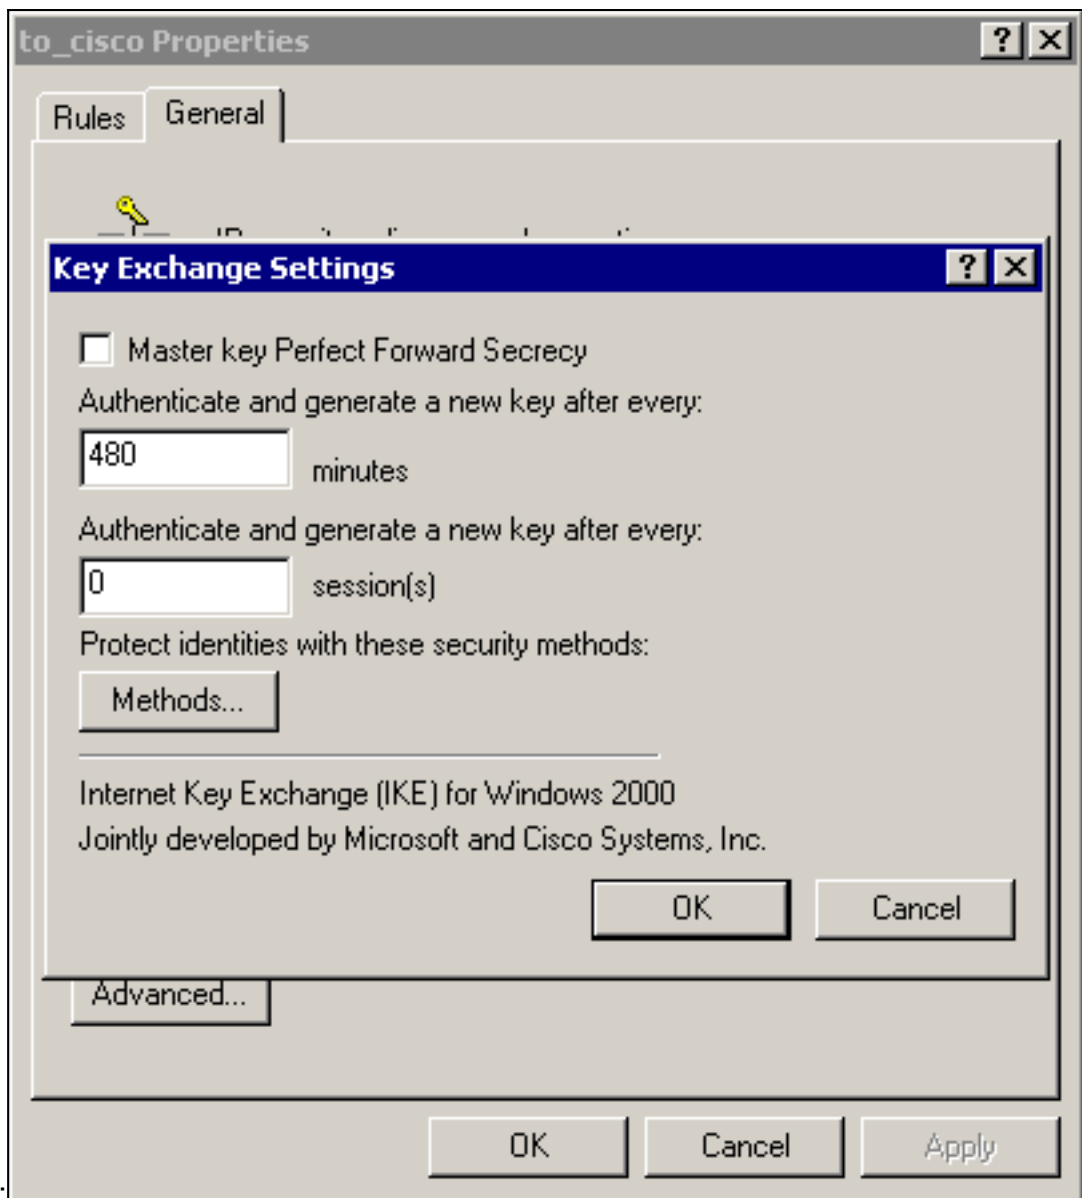 to_cisco Properties
Rules
General
Key Exchange Settings
Master key Perfect Forward Secrecy
Authenticate and generate a new key after every:
480
minutes
Authenticate and generate a new key after every:
0
session(s)
Protect identities with these security methods:
Methods...
Internet Key Exchange (IKE) for Windows 2000
Jointly developed by Microsoft and Cisco Systems, Inc.
OK
Cancel
Advanced...
OK
Cancel
Apply